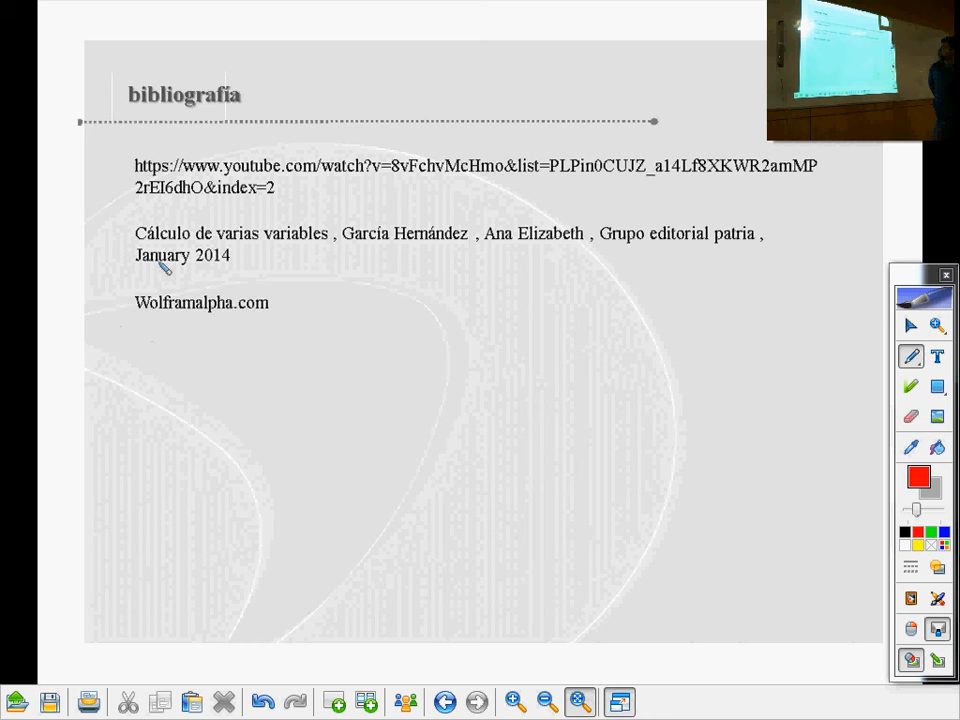 bibliografía
https://www.youtube.com/watch?v=8vFchvMcHmo&list=PLPin0CUJZ_a14Lf8XKWR2amMP
2rEI6dhO&index=2
Cálculo de varias variables , García Hernández , Ana Elizabeth , Grupo editorial patria ,
January 2014
Wolframalpha.com